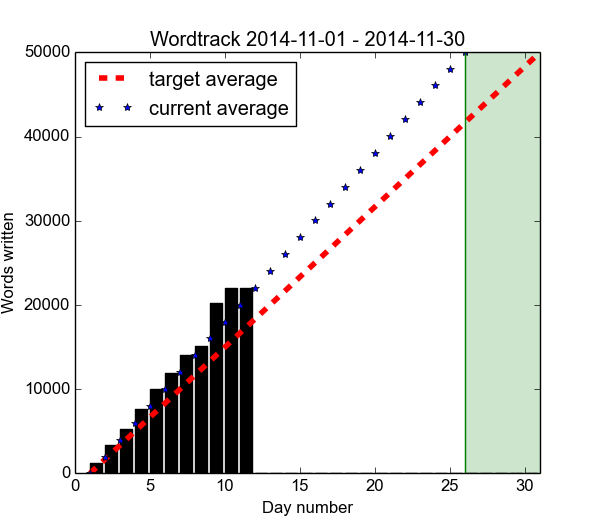 Wordtrack 2014-11-01 - 2014-11-30
50000
40000
30000
20000
10000
0
Words written
target average
current average
0 5 10 15 20 25 30
Day number